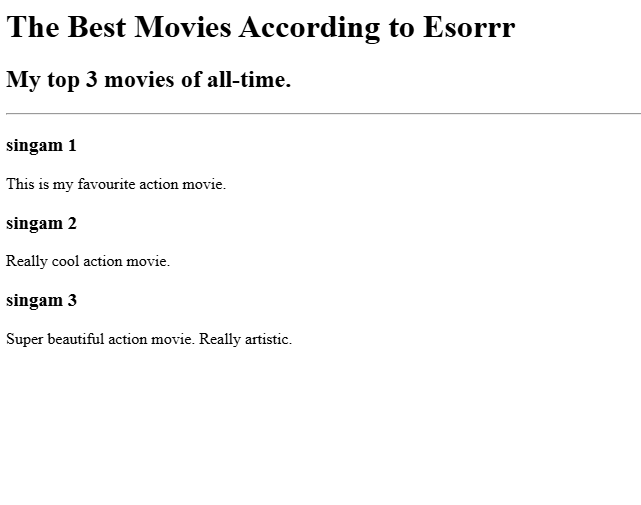 The Best Movies According to Esorrr
My top 3 movies of all-time.
singam 1
This is my favourite action movie.
singam 2
Really cool action movie.
singam 3
Super beautiful action movie. Really artistic.